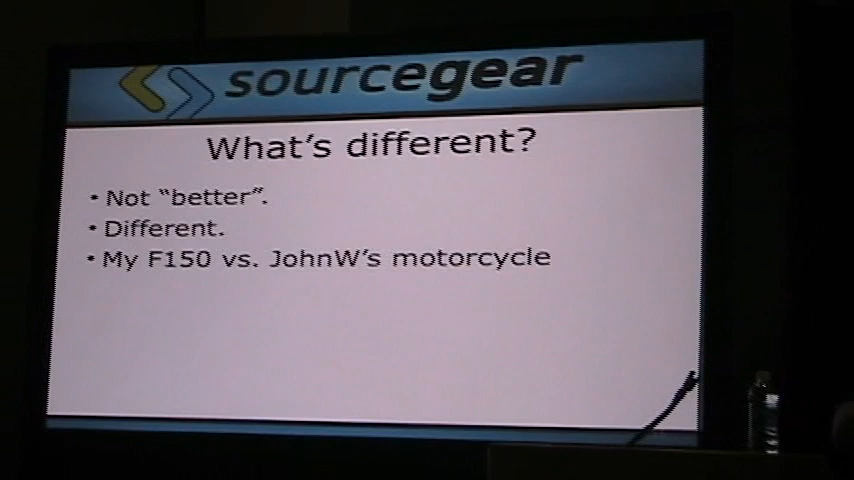 sourcegear
What's different?
• Not “better”.
• Different.
• My F150 vs. JohnW's motorcycle